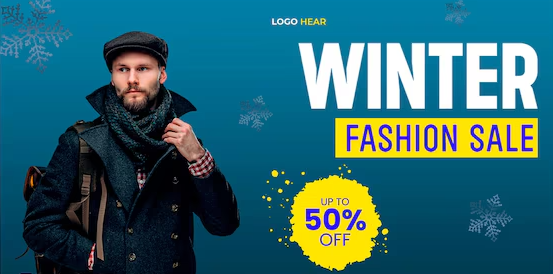 LOGO HEAR
WINTER
FASHION SALE
UP TO
50%
OFF